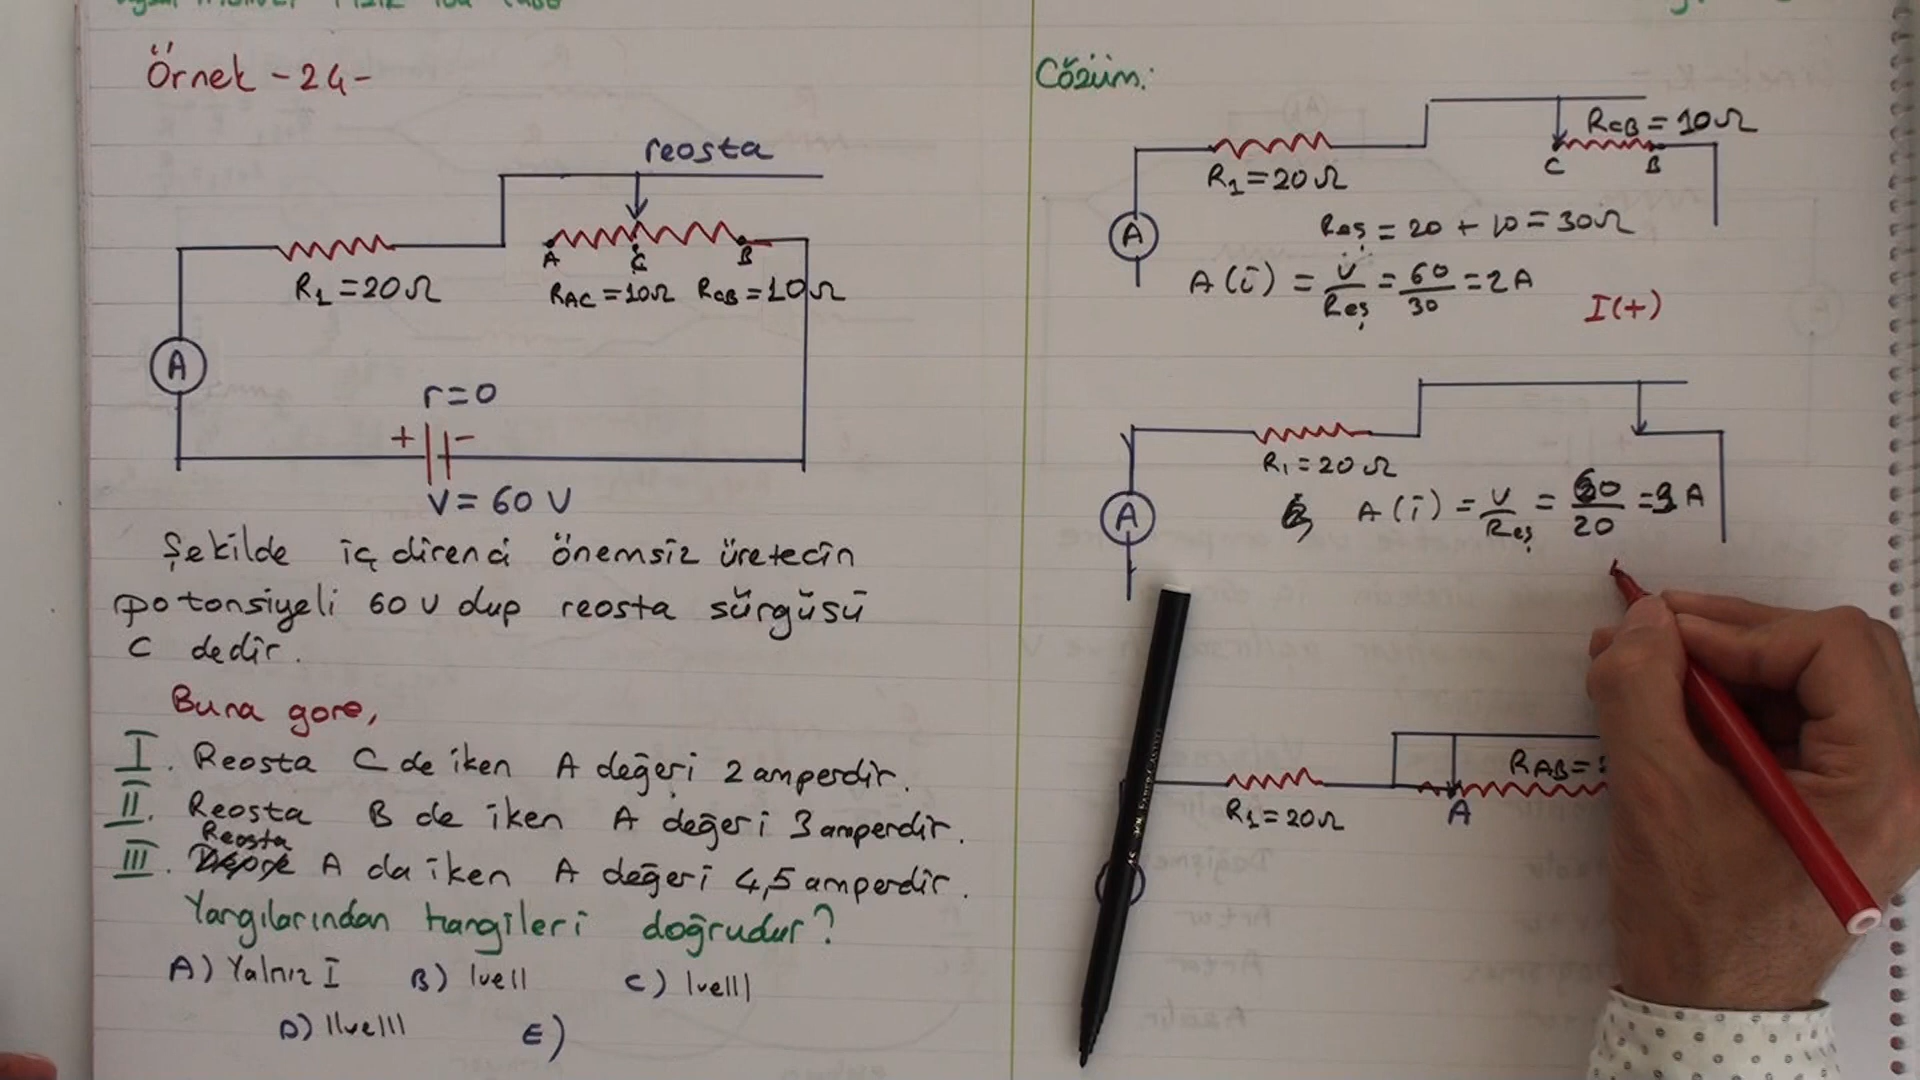 Örnek -24-
reosta
A C B
R1 = 20Ω RAC = 10Ω RCB = 10Ω
A
r=0
+ -
V = 60 V
Şekilde iç direnci önemsiz üretecin
potansiyeli 60 V dup reosta sürgüsü
C dedir.
Buna gore,
I. Reosta C de iken A değeri 2 amperdir.
II. Reosta B de iken A değeri 3 amperdir.
Reosta
III. A da iken A değeri 4,5 amperdir.
Yargılarından hangileri doğrudur?
A) Yalnız I B) I ve II C) I ve III
D) II ve III E)
Çözüm:
RCB = 10Ω
C B
R1 = 20Ω
A
Reş = 20 + 10 = 30Ω
A(i) = V/Reş = 60/30 = 2A
I(+)
R1 = 20Ω
A
A(i) = V/Reş = 60/20 = 3A
RAB =
R1 = 20Ω A